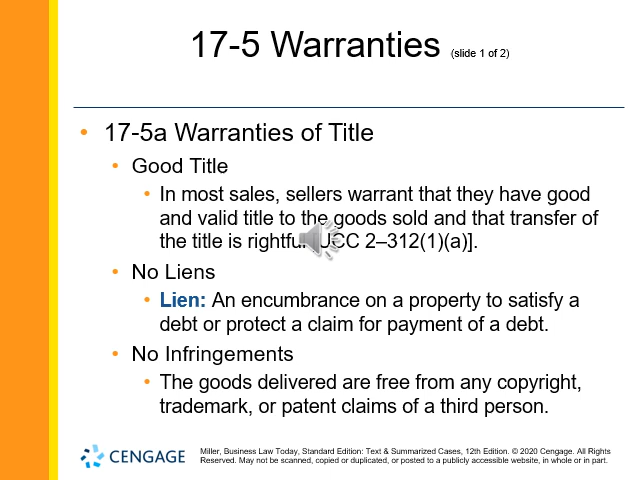 17-5 Warranties (slide 1 of 2)
• 17-5a Warranties of Title
• Good Title
• In most sales, sellers warrant that they have good
and valid title to the goods sold and that transfer of
the title is rightful UCC 2–312(1)(a)].
• No Liens
• Lien: An encumbrance on a property to satisfy a
debt or protect a claim for payment of a debt.
• No Infringements
• The goods delivered are free from any copyright,
trademark, or patent claims of a third person.
CENGAGE
Miller, Business Law Today, Standard Edition: Text & Summarized Cases, 12th Edition. © 2020 Cengage. All Rights
Reserved. May not be scanned, copied or duplicated, or posted to a publicly accessible website, in whole or in part.